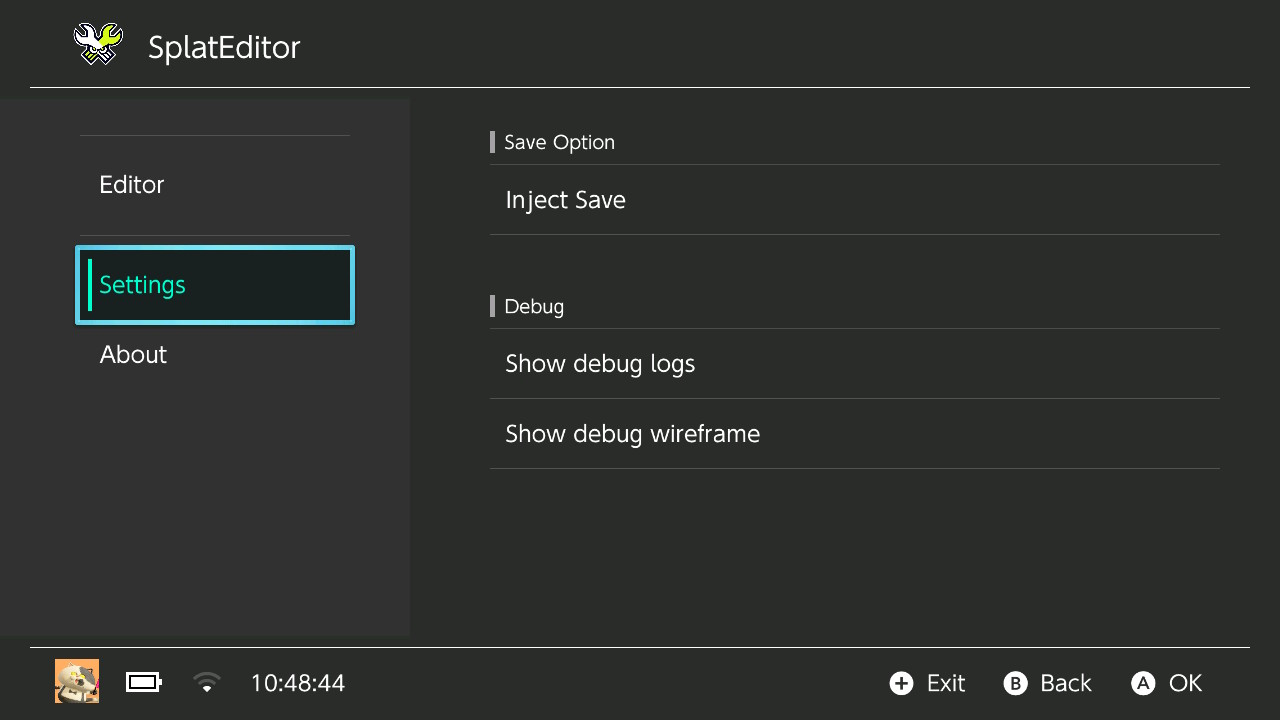 SplatEditor
Editor
Settings
About
Save Option
Inject Save
Debug
Show debug logs
Show debug wireframe
10:48:44
+ Exit
B Back
A OK